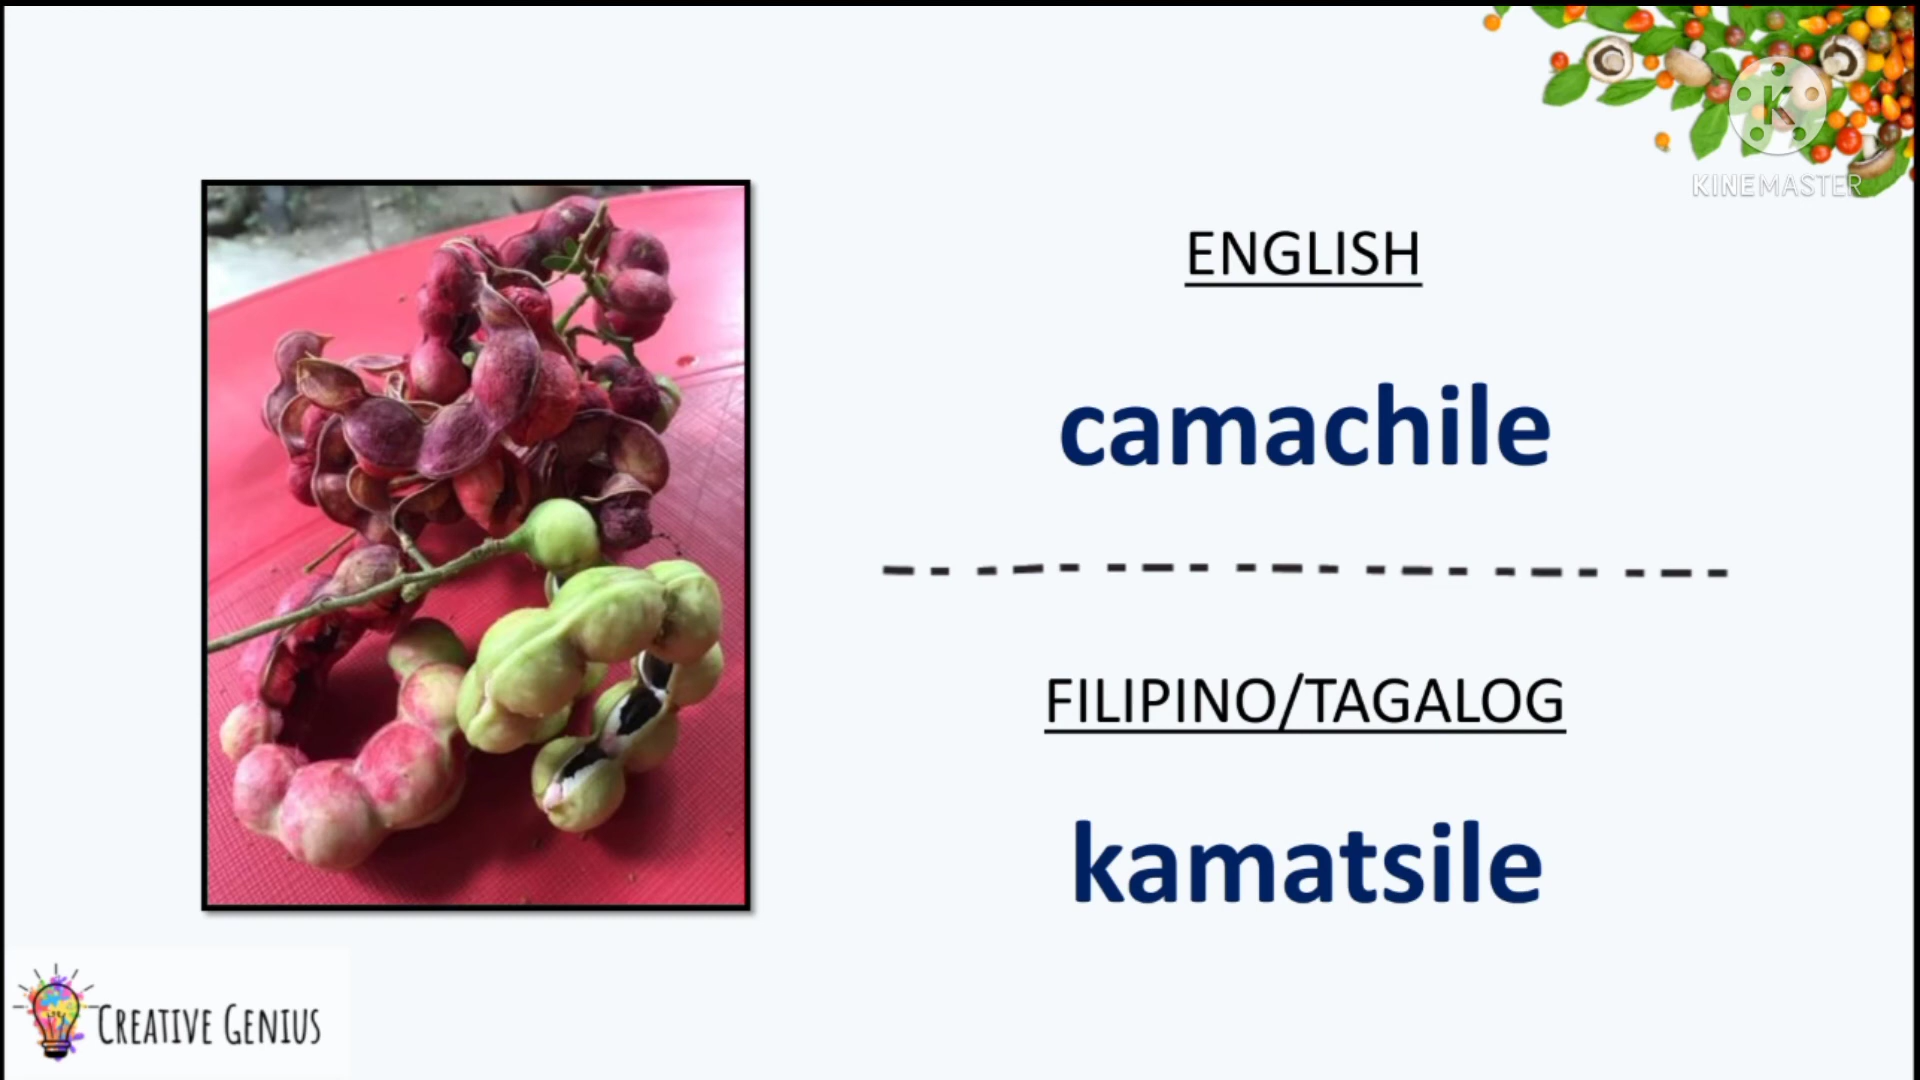 KINEMASTER
ENGLISH
camachile
FILIPINO/TAGALOG
kamatsile
CREATIVE GENIUS